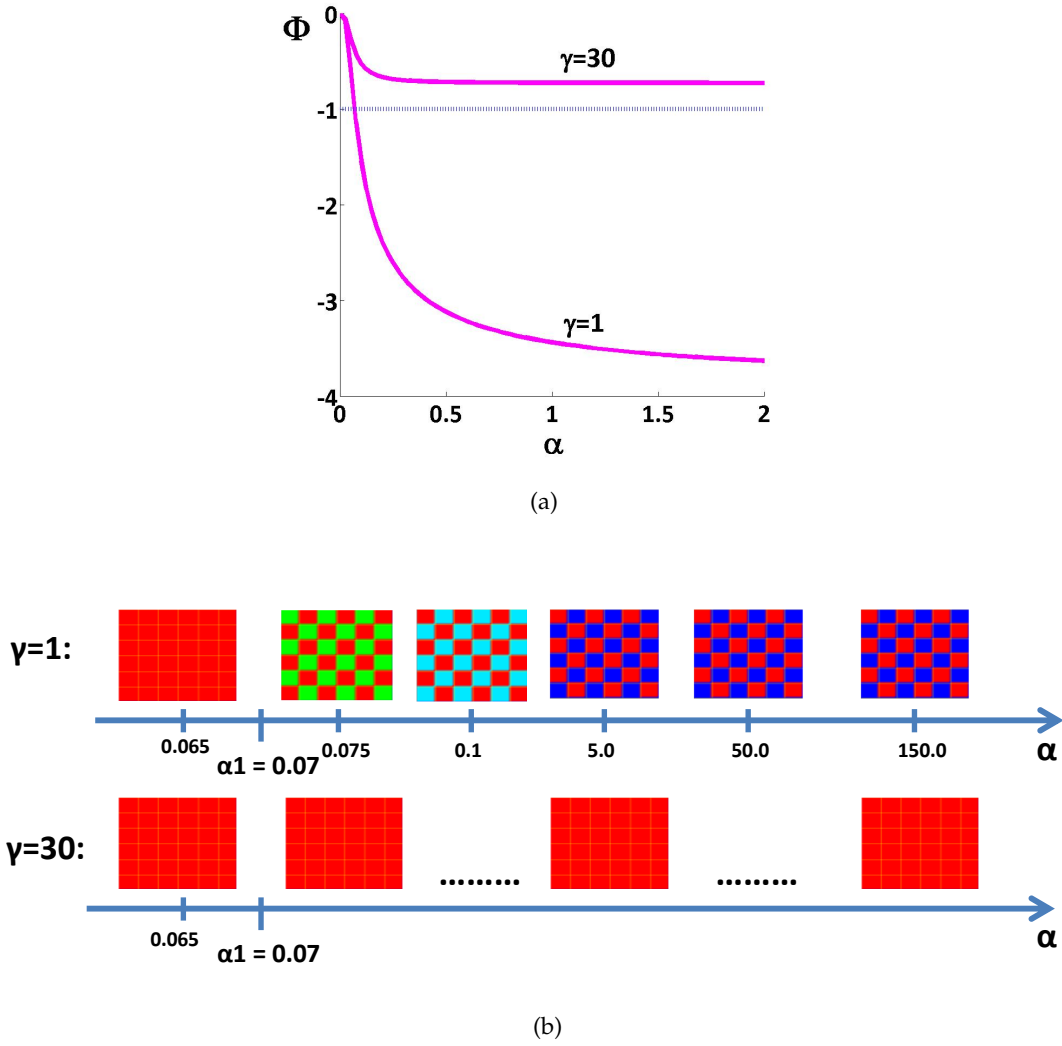 Φ
0
γ=30
-1
-2
-3
γ=1
-4
0 0.5 1 1.5 2
α
(a)
γ=1:
0.065 0.075 0.1 5.0 50.0 150.0 α
α1 = 0.07
γ=30:
.........
.........
0.065 α
α1 = 0.07
(b)